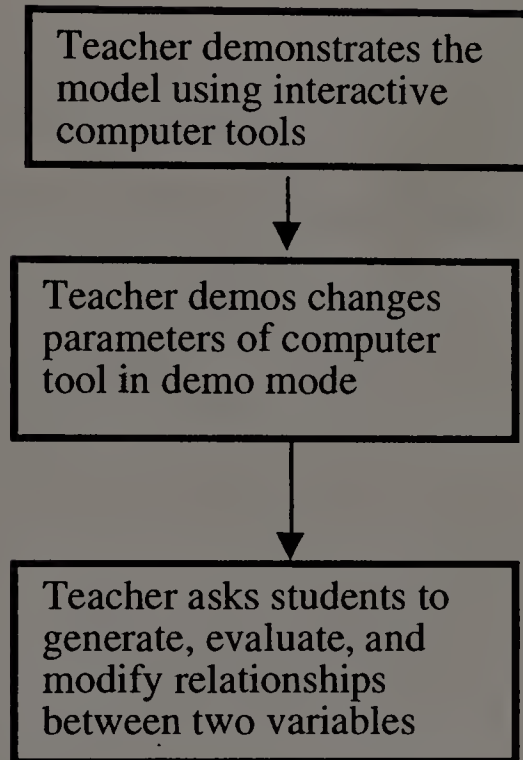 Teacher demonstrates the
model using interactive
computer tools
Teacher demos changes
parameters of computer
tool in demo mode
Teacher asks students to
generate, evaluate, and
modify relationships
between two variables